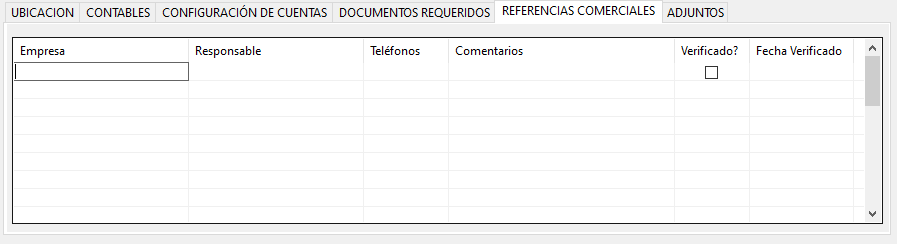 UBICACION CONTABLES CONFIGURACIÓN DE CUENTAS DOCUMENTOS REQUERIDOS REFERENCIAS COMERCIALES ADJUNTOS
Empresa Responsable Teléfonos Comentarios Verificado? Fecha Verificado